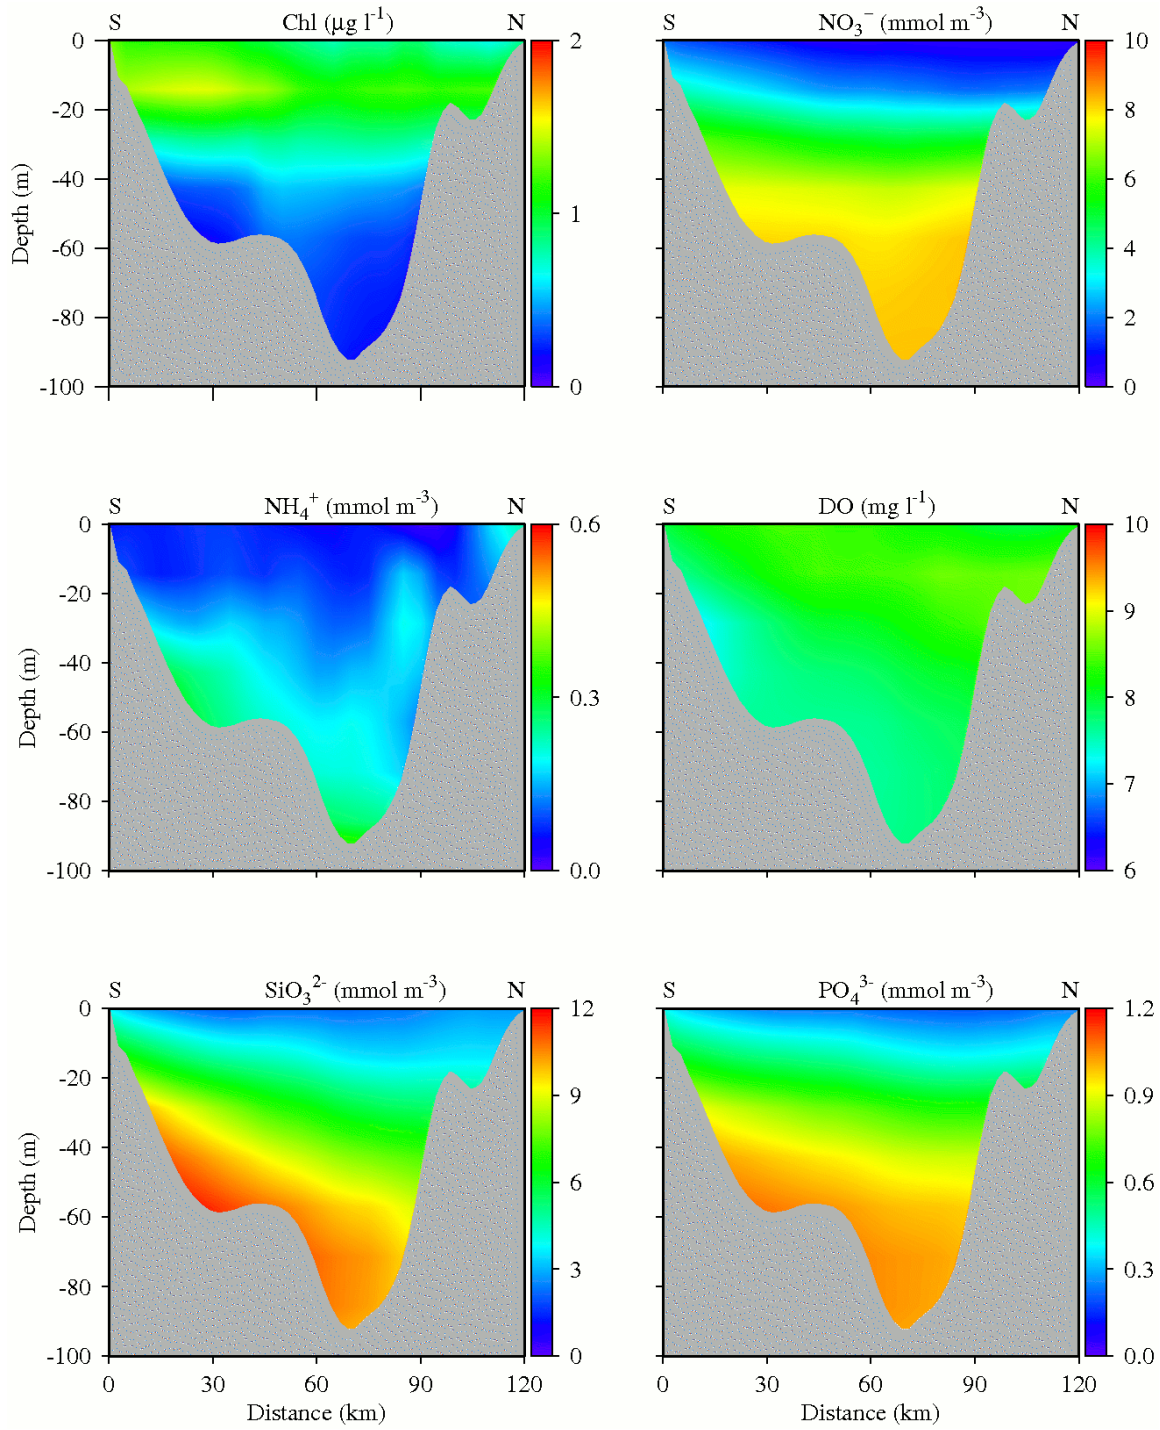 S Chl (μg l⁻¹) N
0 -20 -40 -60 -80 -100
Depth (m)
2 1 0
S NO₃⁻ (mmol m⁻³) N
10 8 6 4 2 0
S NH₄⁺ (mmol m⁻³) N
0 -20 -40 -60 -80 -100
Depth (m)
0.6 0.3 0.0
S DO (mg l⁻¹) N
10 9 8 7 6
S SiO₃²⁻ (mmol m⁻³) N
0 -20 -40 -60 -80 -100
Depth (m)
12 9 6 3 0
0 30 60 90 120
Distance (km)
S PO₄³⁻ (mmol m⁻³) N
1.2 0.9 0.6 0.3 0.0
0 30 60 90 120
Distance (km)